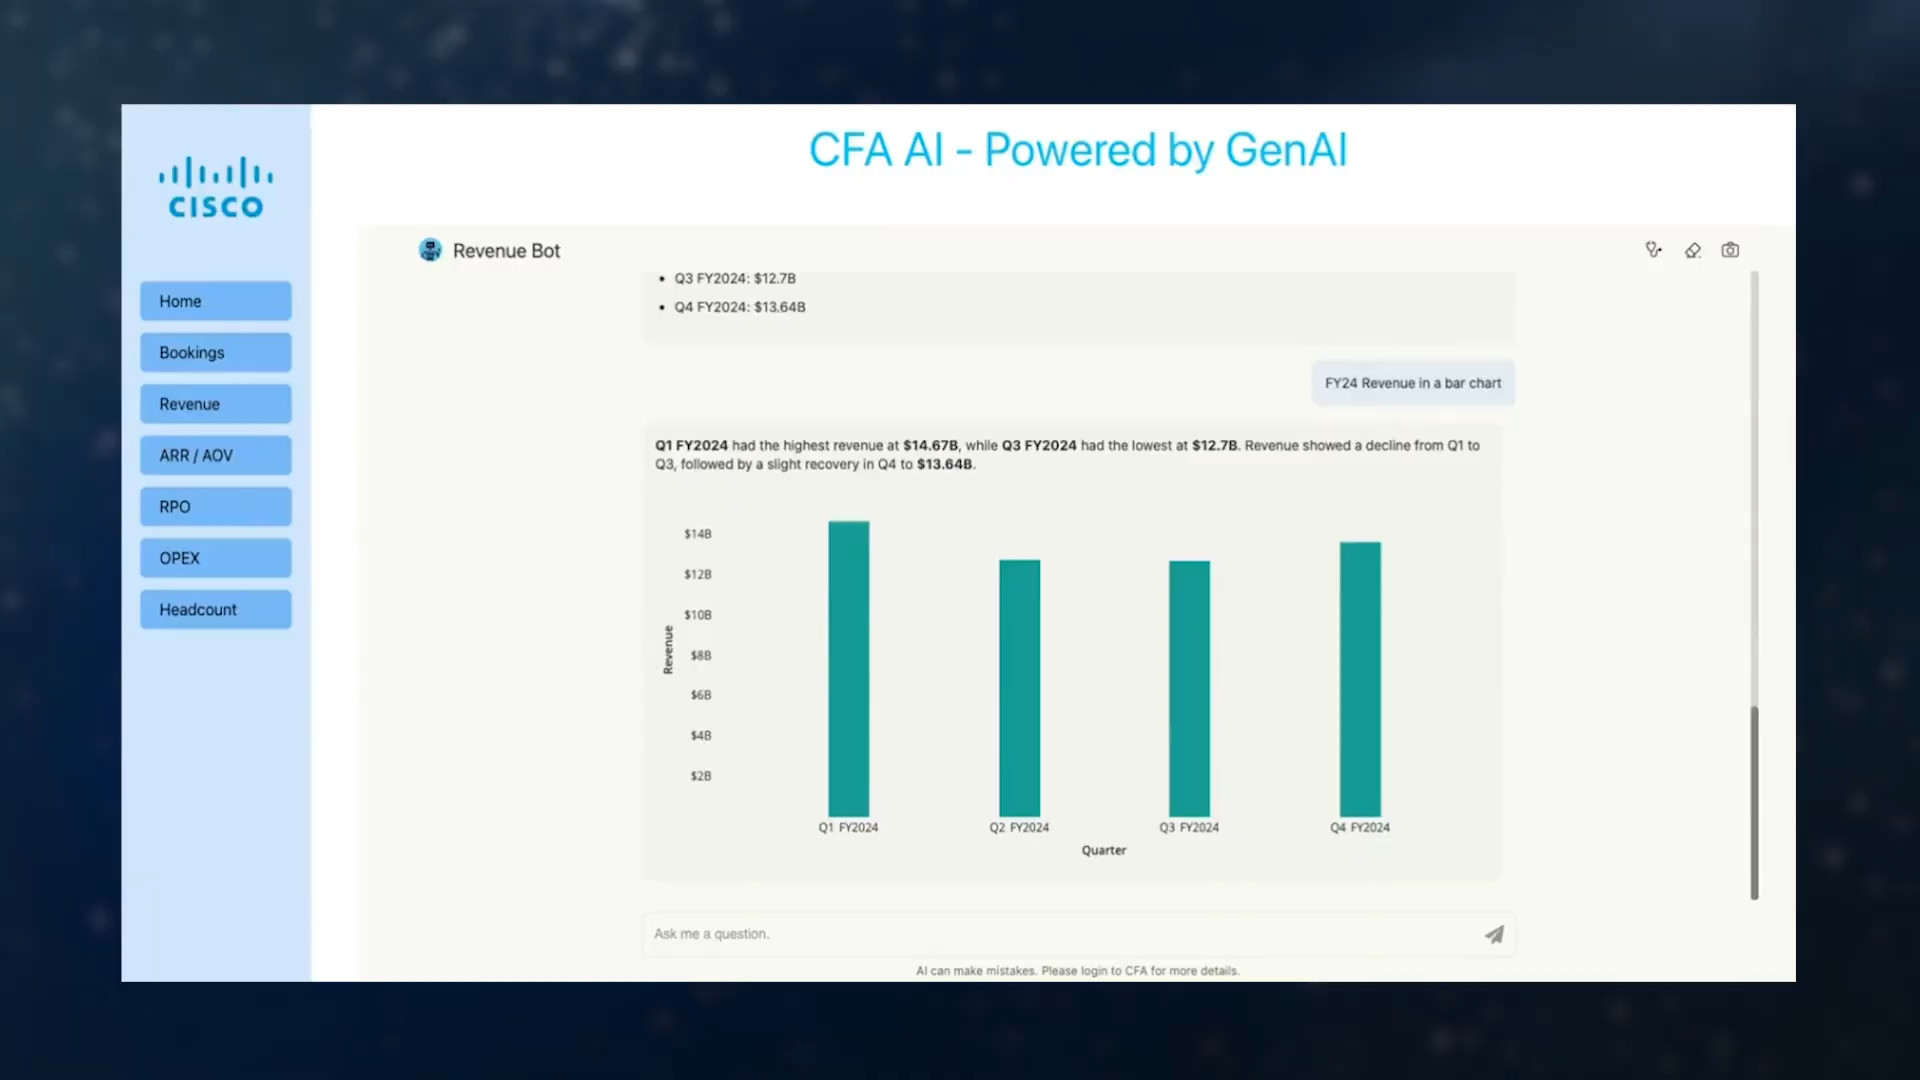 CISCO
CFA AI - Powered by GenAI
Home
Bookings
Revenue
ARR / AOV
RPO
OPEX
Headcount
Revenue Bot
• Q3 FY2024: $12.7B
• Q4 FY2024: $13.64B
FY24 Revenue in a bar chart
Q1 FY2024 had the highest revenue at $14.67B, while Q3 FY2024 had the lowest at $12.7B. Revenue showed a decline from Q1 to
Q3, followed by a slight recovery in Q4 to $13.64B.
$14B
$12B
$10B
$8B
$6B
$4B
$2B
Revenue
Q1 FY2024
Q2 FY2024
Q3 FY2024
Q4 FY2024
Quarter
Ask me a question.
AI can make mistakes. Please login to CFA for more details.